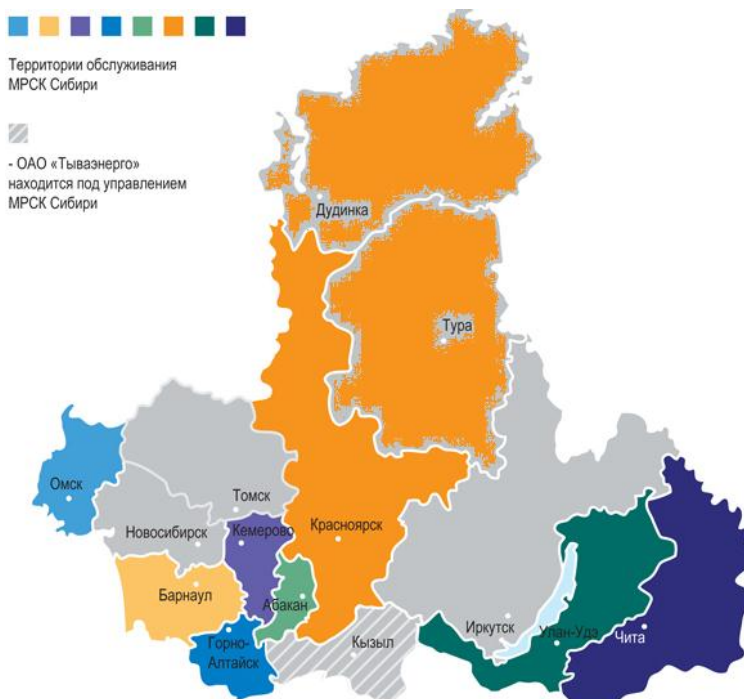 Территории обслуживания
МРСК Сибири
- ОАО «Тываэнерго»
находится под управлением
МРСК Сибири
Дудинка
Тура
Омск
Томск
Новосибирск
Кемерово
Красноярск
Барнаул
Абакан
Горно-
Алтайск
Кызыл
Иркутск
Улан-Удэ
Чита